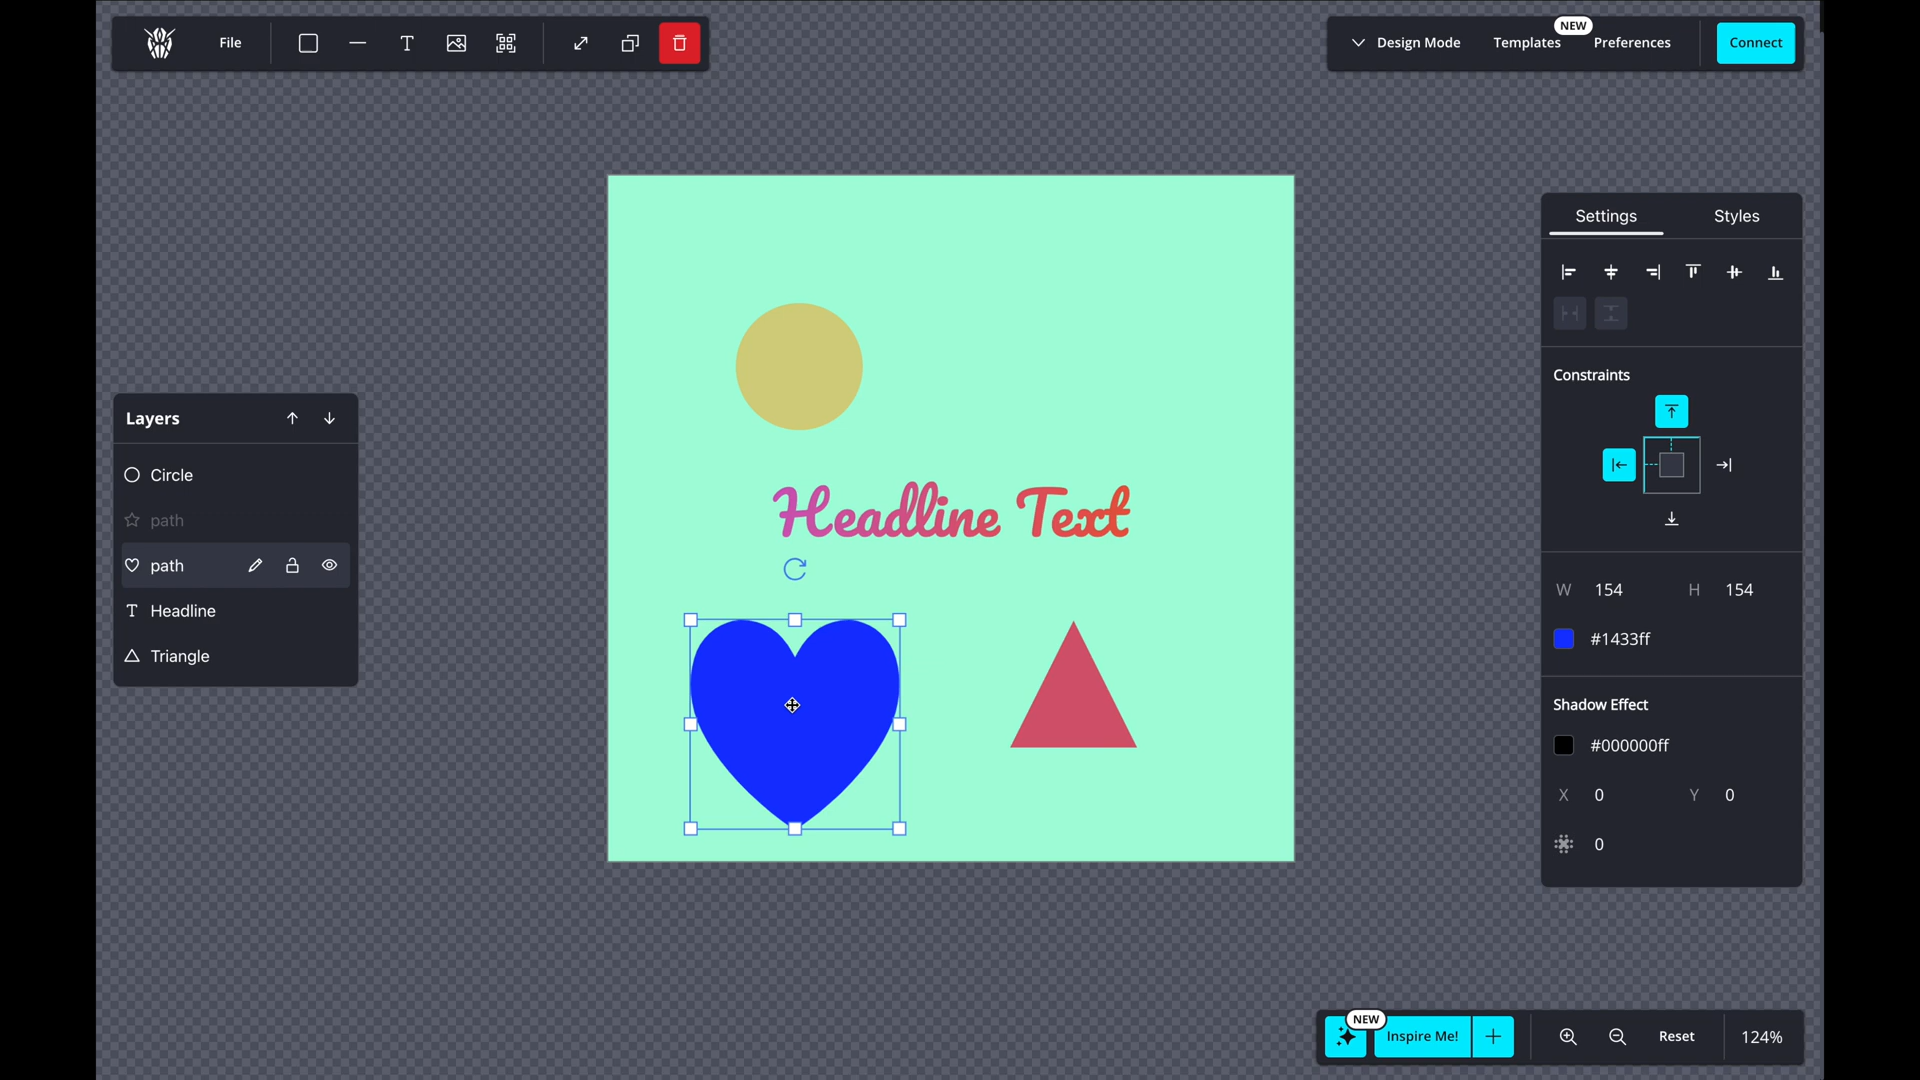 File
Design Mode
Templates
NEW
Preferences
Connect
Settings
Styles
Constraints
W 154 H 154
#1433ff
Shadow Effect
#000000ff
X 0 Y 0
0
Layers
Circle
path
path
Headline
Triangle
Headline Text
NEW
Inspire Me!
Reset
124%